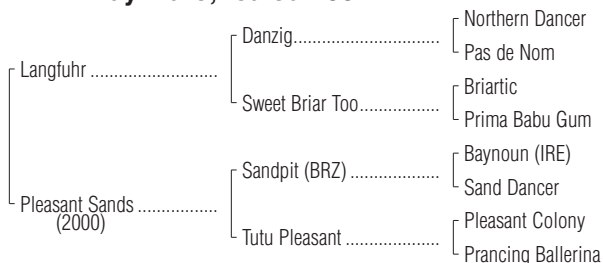 Northern Dancer
Danzig
Pas de Nom
Langfuhr
Briartic
Sweet Briar Too
Prima Babu Gum
Baynoun (IRE)
Sandpit (BRZ)
Sand Dancer
Pleasant Sands
(2000)
Pleasant Colony
Tutu Pleasant
Prancing Ballerina